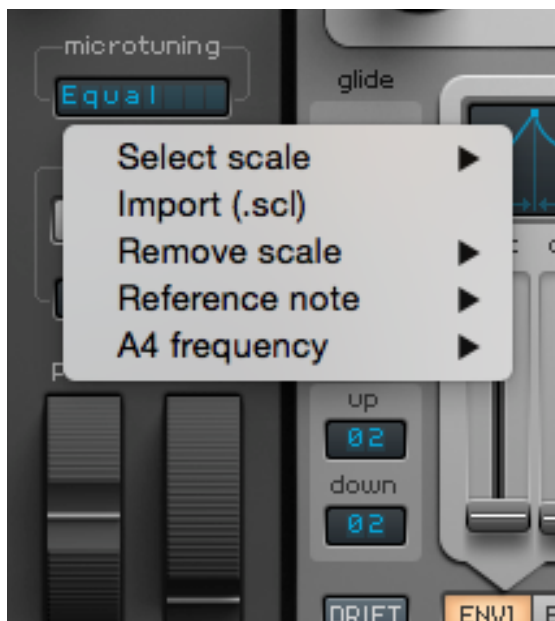 microtuning
Equal
glide
Select scale
Import (.scl)
Remove scale
Reference note
A4 frequency
up
02
down
02
DRIFT
ENV1